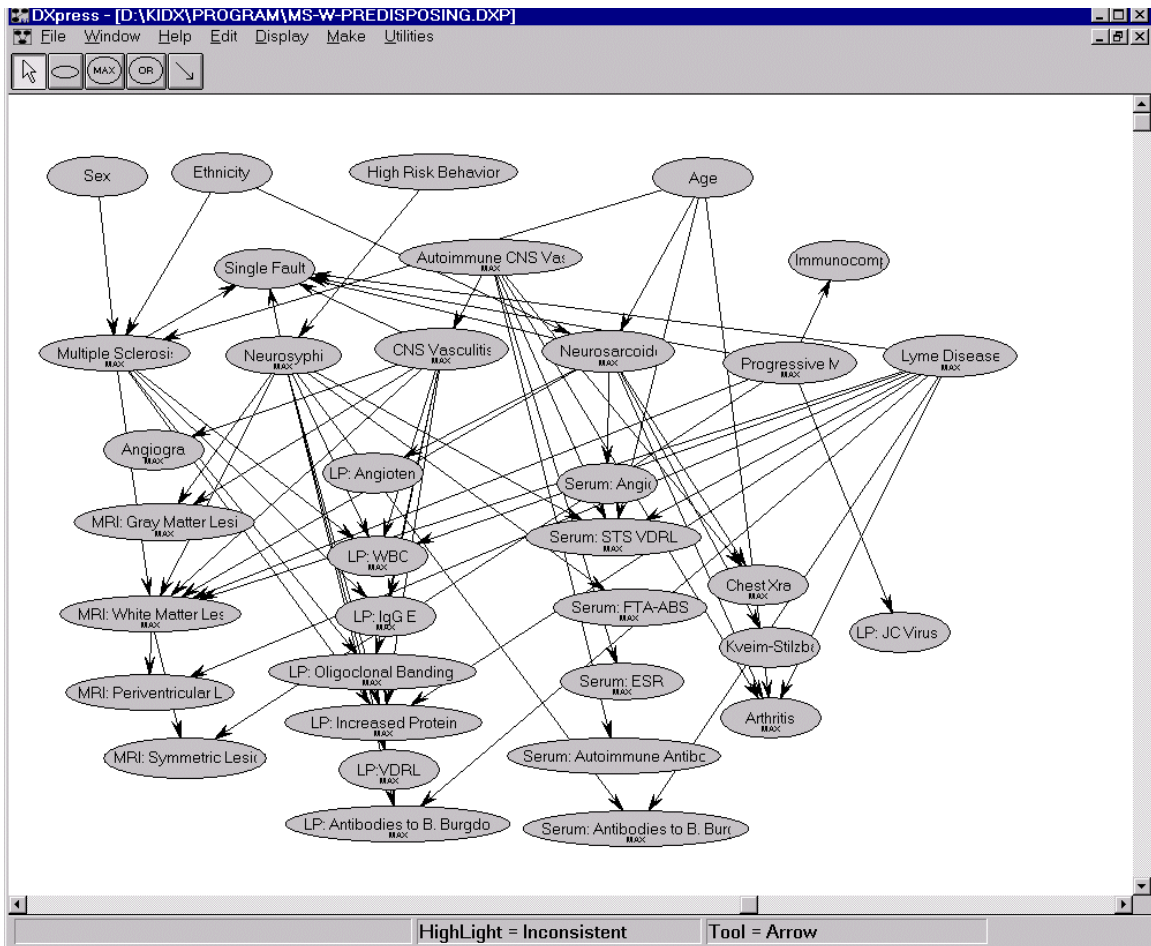 DXpress - [D:\KIDX\PROGRAM\MS-W-PREDISPOSING.DXP]
File Window Help Edit Display Make Utilities
MAX OR
Sex
Ethnicity
High Risk Behavior
Age
Single Fault
Autoimmune CNS Vas
MAX
Immunocomp
Multiple Sclerosis
MAX
Neurosyphi
MAX
CNS Vasculitis
MAX
Neurosarcoid
MAX
Progressive M
MAX
Lyme Disease
MAX
Angiogra
MAX
LP: Angioten
MAX
Serum: Angio
MAX
MRI: Gray Matter Lesi
MAX
Serum: STS VDRL
MAX
LP: WBC
MAX
Chest Xra
MAX
MRI: White Matter Les
MAX
LP: IgG E
MAX
Serum: FTA-ABS
MAX
LP: JC Virus
Kveim-Stilzba
MAX
LP: Oligoclonal Banding
MAX
Serum: ESR
MAX
MRI: Periventricular L
MAX
LP: Increased Protein
MAX
Arthritis
MAX
MRI: Symmetric Lesio
LP:VDRL
MAX
Serum: Autoimmune Antibo
MAX
LP: Antibodies to B. Burgdo
MAX
Serum: Antibodies to B. Burg
MAX
HighLight = Inconsistent
Tool = Arrow